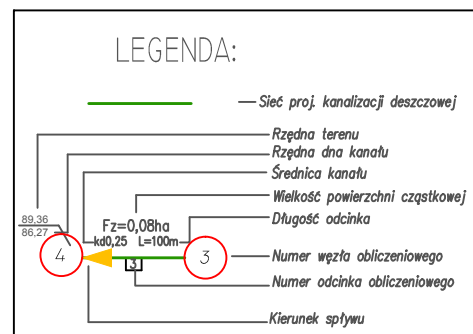 LEGENDA:
Sieć proj. kanalizacji deszczowej
Rzędna terenu
Rzędna dna kanału
Średnica kanału
Wielkość powierzchni cząstkowej
Długość odcinka
89,36
86,27
Fz=0,08ha
kd0,25 L=100m
4
3
3
Numer węzła obliczeniowego
Numer odcinka obliczeniowego
Kierunek spływu